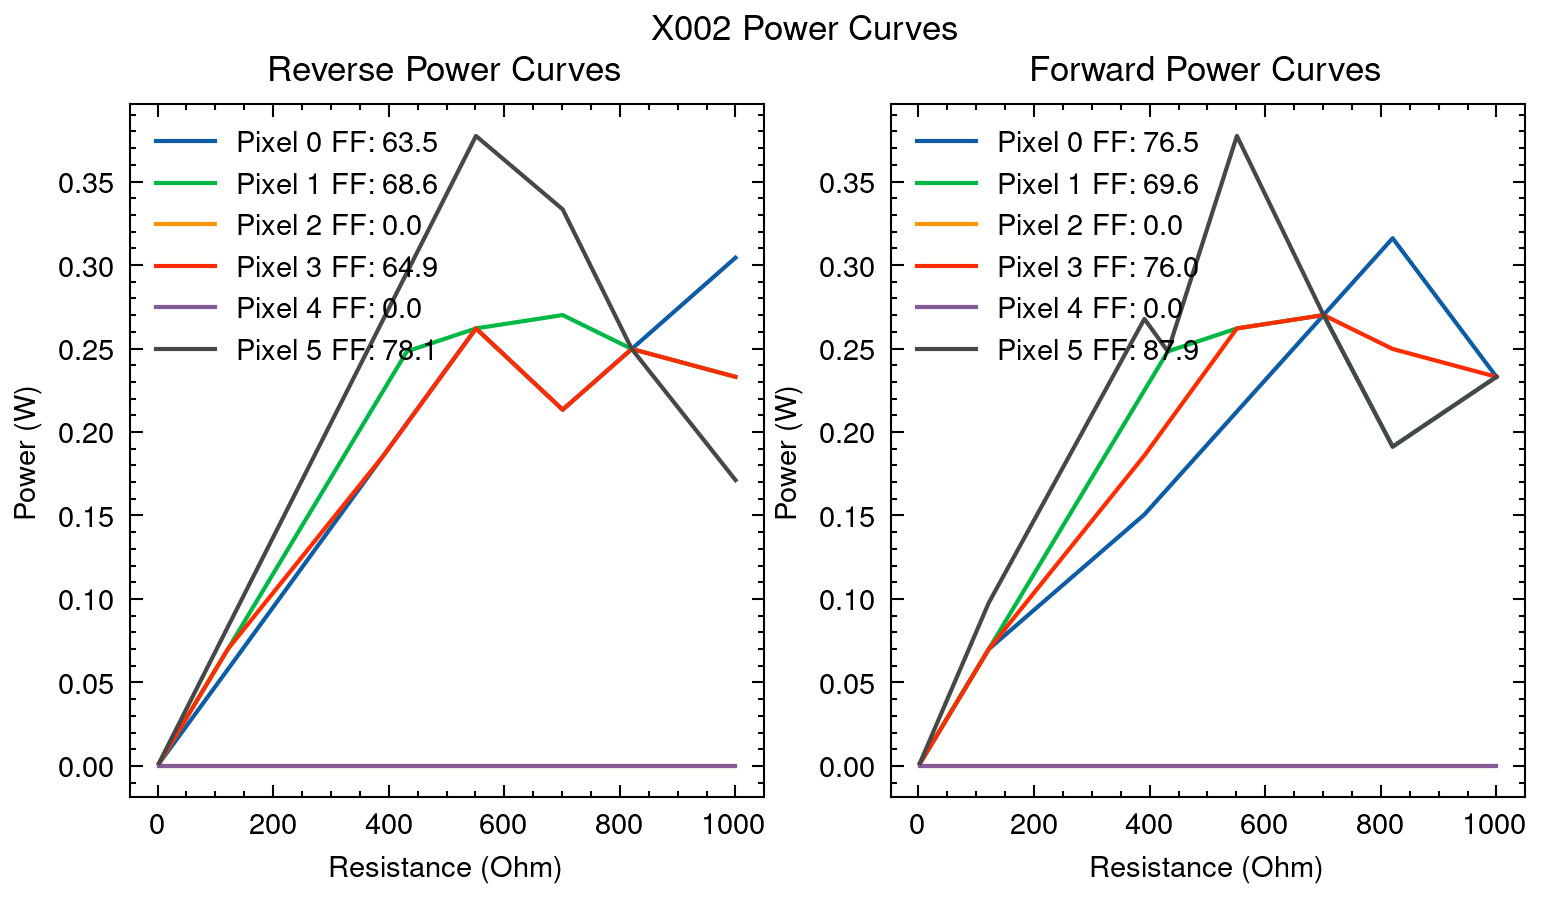 X002 Power Curves
Reverse Power Curves
Pixel 0 FF: 63.5
Pixel 1 FF: 68.6
Pixel 2 FF: 0.0
Pixel 3 FF: 64.9
Pixel 4 FF: 0.0
Pixel 5 FF: 78.1
0.35
0.30
0.25
0.20
0.15
0.10
0.05
0.00
Power (W)
0 200 400 600 800 1000
Resistance (Ohm)
Forward Power Curves
Pixel 0 FF: 76.5
Pixel 1 FF: 69.6
Pixel 2 FF: 0.0
Pixel 3 FF: 76.0
Pixel 4 FF: 0.0
Pixel 5 FF: 87.9
0.35
0.30
0.25
0.20
0.15
0.10
0.05
0.00
Power (W)
0 200 400 600 800 1000
Resistance (Ohm)